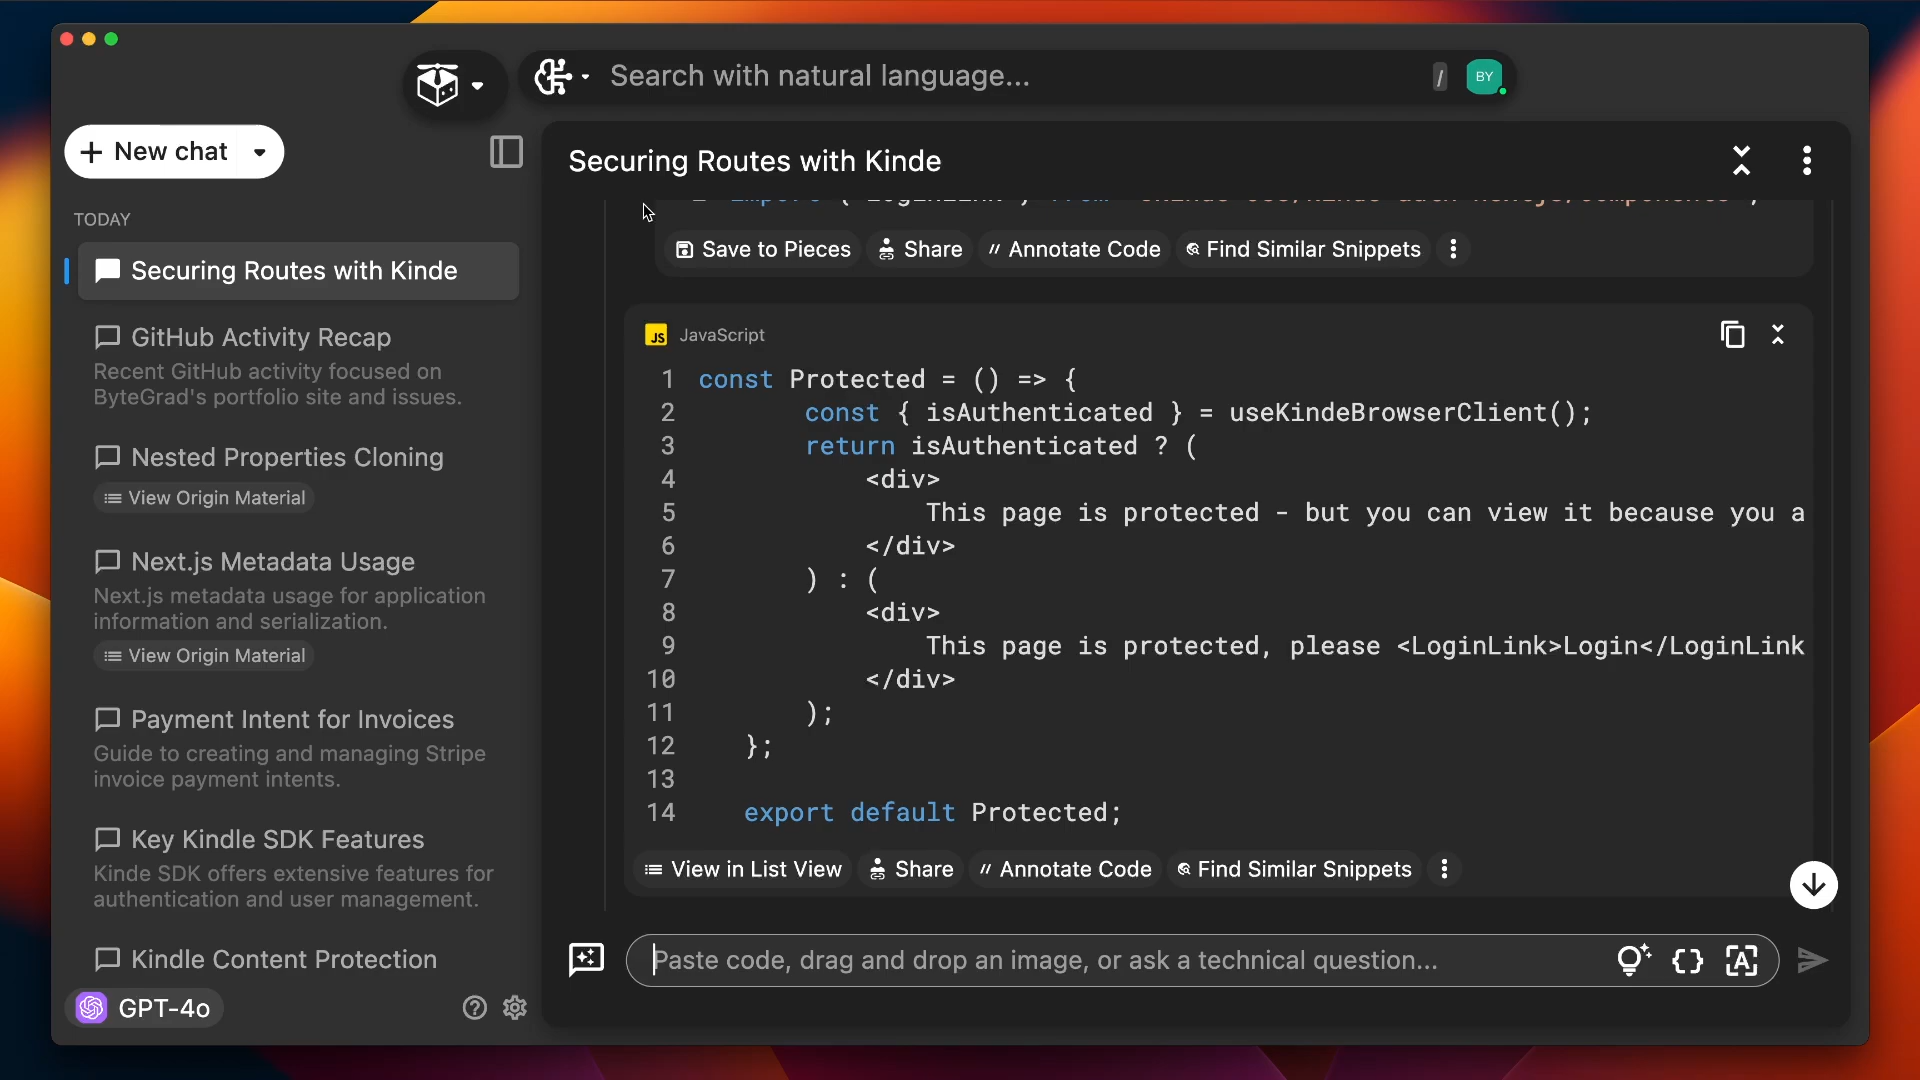 Search with natural language...
/
BY
+ New chat
Securing Routes with Kinde
TODAY
Securing Routes with Kinde
GitHub Activity Recap
Recent GitHub activity focused on
ByteGrad's portfolio site and issues.
Nested Properties Cloning
View Origin Material
Next.js Metadata Usage
Next.js metadata usage for application
information and serialization.
View Origin Material
Payment Intent for Invoices
Guide to creating and managing Stripe
invoice payment intents.
Key Kindle SDK Features
Kinde SDK offers extensive features for
authentication and user management.
Kindle Content Protection
GPT-4o
Save to Pieces
Share
// Annotate Code
Find Similar Snippets
JS JavaScript
1 const Protected = () => {
2 const { isAuthenticated } = useKindeBrowserClient();
3 return isAuthenticated ? (
4 <div>
5 This page is protected - but you can view it because you a
6 </div>
7 ) : (
8 <div>
9 This page is protected, please <LoginLink>Login</LoginLink
10 </div>
11 );
12 };
13
14 export default Protected;
View in List View
Share
// Annotate Code
Find Similar Snippets
Paste code, drag and drop an image, or ask a technical question...